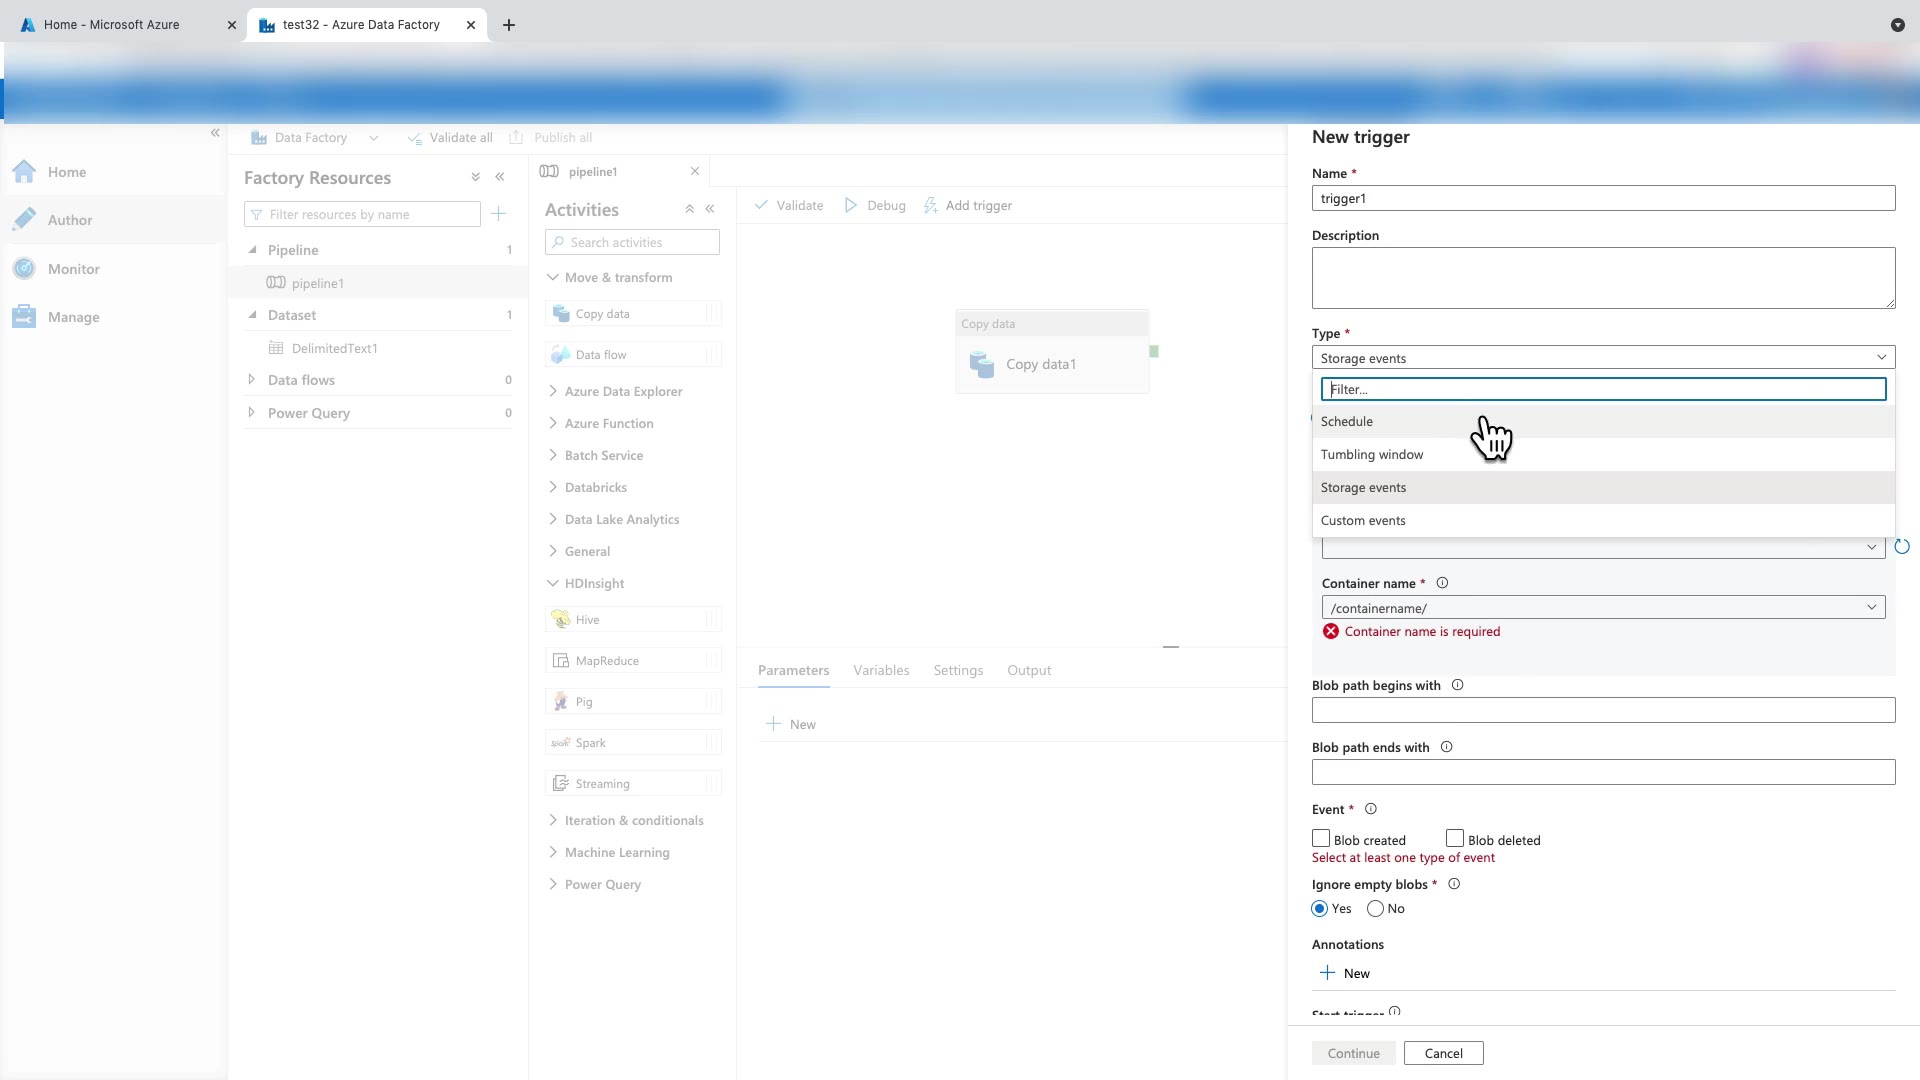 Home - Microsoft Azure
test32 - Azure Data Factory
Data Factory
Validate all
Publish all
Home
Author
Monitor
Manage
Factory Resources
Filter resources by name
Pipeline 1
pipeline1
Dataset 1
DelimitedText1
Data flows 0
Power Query 0
pipeline1
Activities
Search activities
Move & transform
Copy data
Data flow
Azure Data Explorer
Azure Function
Batch Service
Databricks
Data Lake Analytics
General
HDInsight
Hive
MapReduce
Pig
Spark
Streaming
Iteration & conditionals
Machine Learning
Power Query
Validate
Debug
Add trigger
Copy data
Copy data1
Parameters
Variables
Settings
Output
New
New trigger
Name *
trigger1
Description
Type *
Storage events
Filter...
Schedule
Tumbling window
Storage events
Custom events
Container name *
/containername/
Container name is required
Blob path begins with
Blob path ends with
Event *
Blob created
Blob deleted
Select at least one type of event
Ignore empty blobs *
Yes
No
Annotations
New
Start trigger
Continue
Cancel